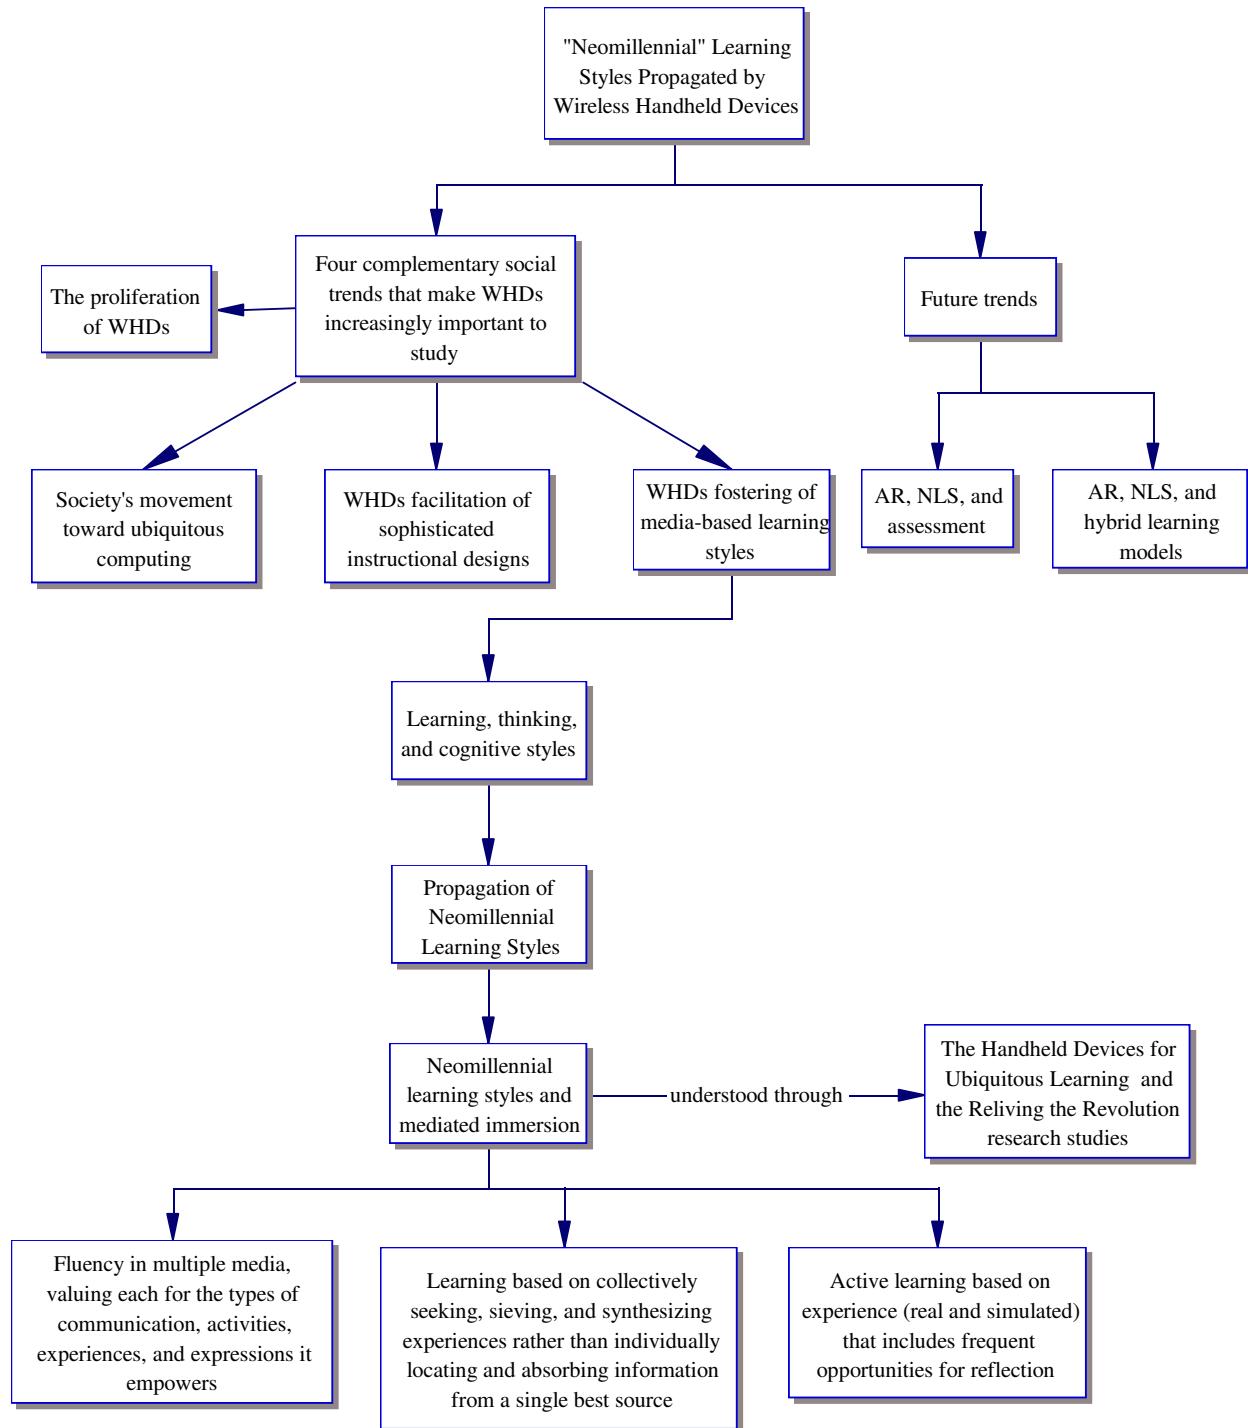 "Neomillennial" Learning
Styles Propagated by
Wireless Handheld Devices
Four complementary social
trends that make WHDs
increasingly important to
study
The proliferation
of WHDs
Future trends
Society's movement
toward ubiquitous
computing
WHDs facilitation of
sophisticated
instructional designs
WHDs fostering of
media-based learning
styles
AR, NLS, and
assessment
AR, NLS, and
hybrid learning
models
Learning, thinking,
and cognitive styles
Propagation of
Neomillennial
Learning Styles
Neomillennial
learning styles and
mediated immersion
understood through
The Handheld Devices for
Ubiquitous Learning and
the Reliving the Revolution
research studies
Fluency in multiple media,
valuing each for the types of
communication, activities,
experiences, and expressions it
empowers
Learning based on collectively
seeking, sieving, and synthesizing
experiences rather than individually
locating and absorbing information
from a single best source
Active learning based on
experience (real and simulated)
that includes frequent
opportunities for reflection